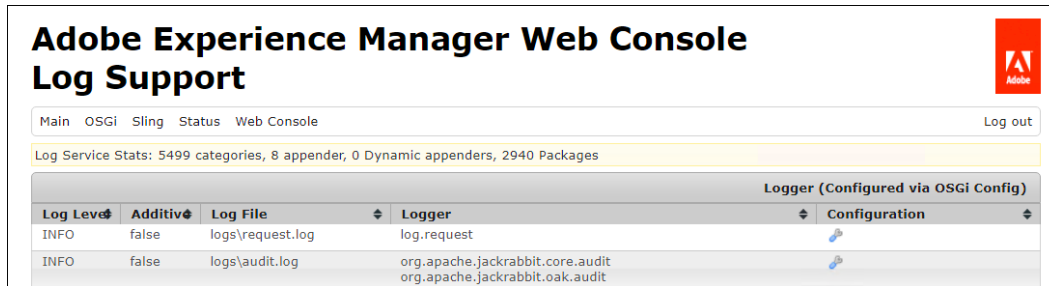 Adobe Experience Manager Web Console
Log Support
Adobe
Main OSGi Sling Status Web Console Log out
Log Service Stats: 5499 categories, 8 appender, 0 Dynamic appenders, 2940 Packages
Logger (Configured via OSGi Config)
Log Level Additive Log File Logger Configuration
INFO false logs\request.log log.request
INFO false logs\audit.log org.apache.jackrabbit.core.audit
org.apache.jackrabbit.oak.audit